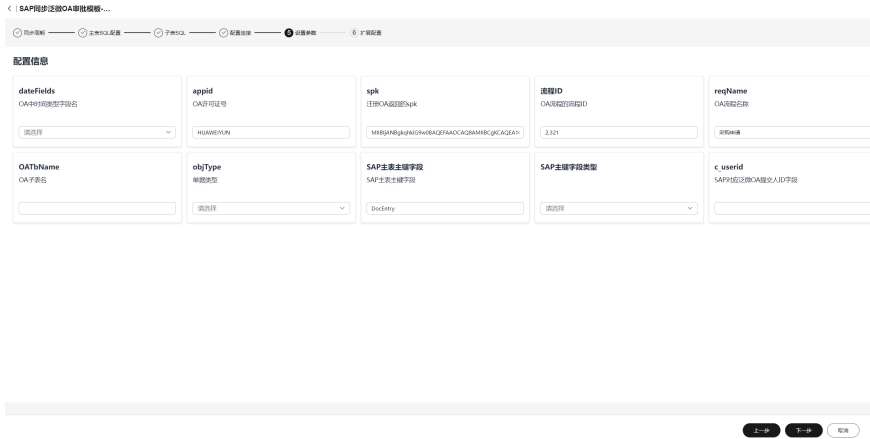 SAP同步泛微OA审批模板-...
同步周期
主表SQL配置
子表SQL
配置连接
5 设置参数
6 扩展配置
配置信息
dateFields
OA中时间类型字段名
请选择
appid
OA许可证号
HUAWEIYUN
spk
注册OA返回的spk
MIIBIjANBgkqhkiG9w0BAQEFAAOCAQ8AMIIBCgKCAQEA1
流程ID
OA流程的流程ID
2,321
reqName
OA流程名称
采购申请
OATbName
OA子表名
objType
单据类型
请选择
SAP主表主键字段
SAP主表主键字段
DocEntry
SAP主键字段类型
请选择
c_userid
SAP对应泛微OA提交人ID字段
上一步
下一步
取消